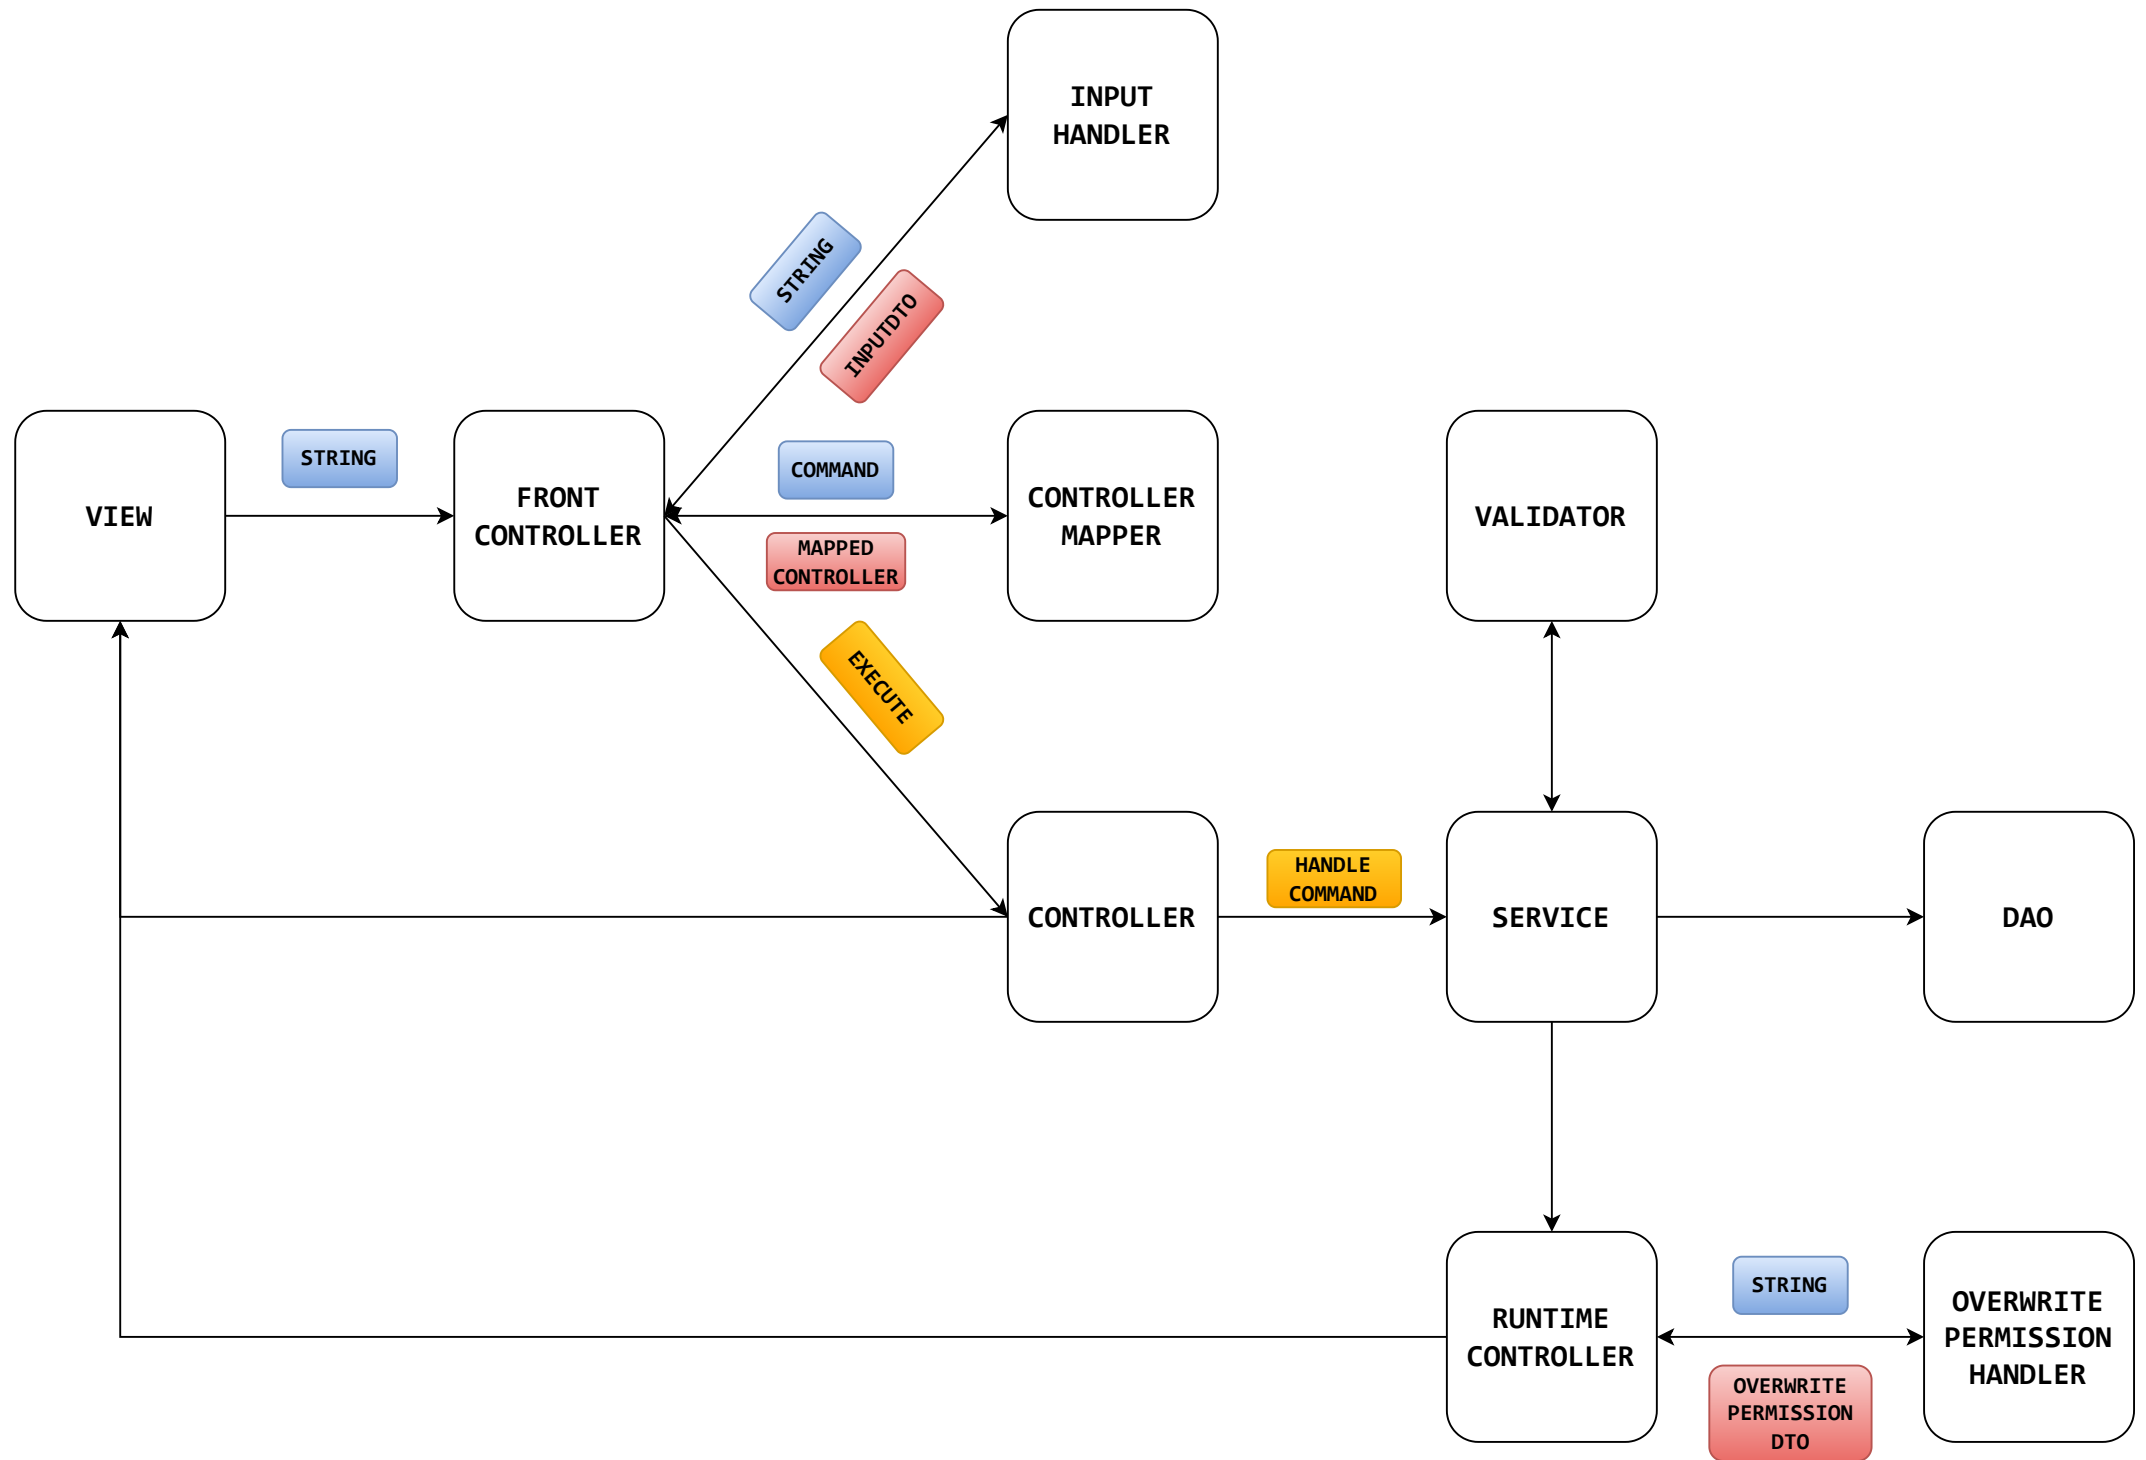 INPUT
HANDLER
STRING
INPUTDTO
VIEW
STRING
FRONT
CONTROLLER
COMMAND
MAPPED
CONTROLLER
CONTROLLER
MAPPER
VALIDATOR
EXECUTE
CONTROLLER
HANDLE
COMMAND
SERVICE
DAO
RUNTIME
CONTROLLER
STRING
OVERWRITE
PERMISSION
DTO
OVERWRITE
PERMISSION
HANDLER